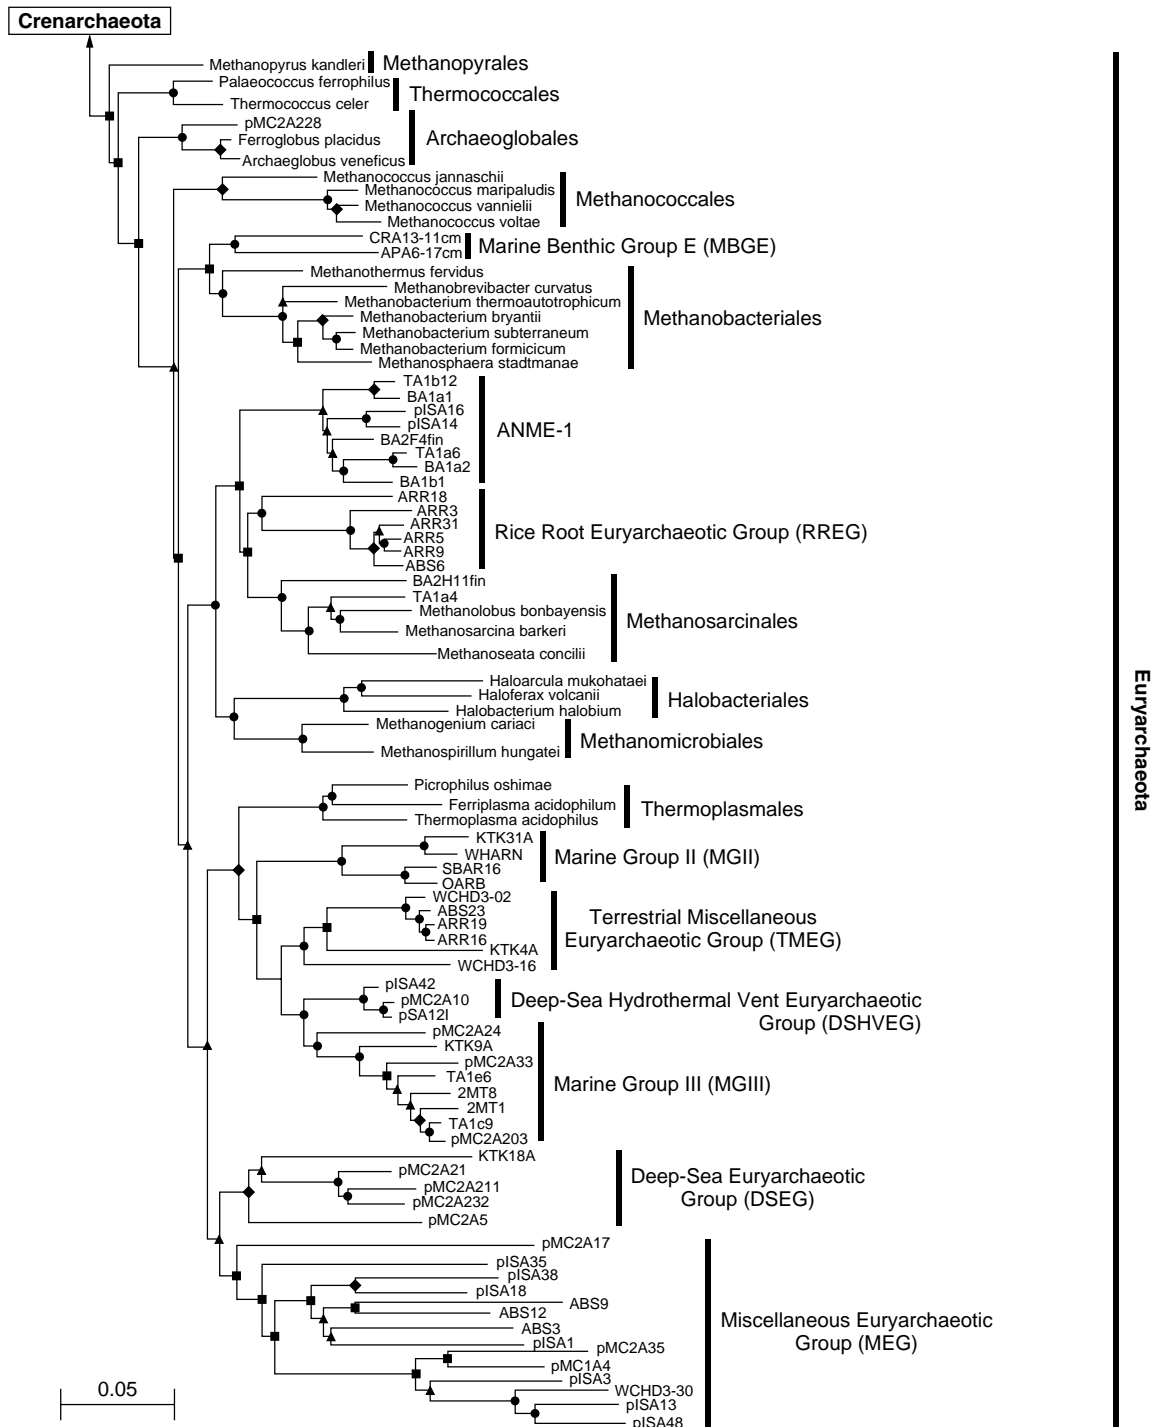 Crenarchaeota
Methanopyrus kandleri
Methanopyrales
Palaeococcus ferrophilus
Thermococcus celer
Thermococcales
pMC2A228
Ferroglobus placidus
Archaeglobus veneficus
Archaeoglobales
Methanococcus jannaschii
Methanococcus maripaludis
Methanococcus vannielii
Methanococcus voltae
Methanococcales
CRA13-11cm
APA6-17cm
Marine Benthic Group E (MBGE)
Methanothermus fervidus
Methanobrevibacter curvatus
Methanobacterium thermoautotrophicum
Methanobacterium bryantii
Methanobacterium subterraneum
Methanobacterium formicicum
Methanosphaera stadtmanae
Methanobacteriales
TA1b12
BA1a1
pISA16
pISA14
BA2F4fin
TA1a6
BA1a2
BA1b1
ANME-1
ARR18
ARR3
ARR31
ARR5
ARR9
ABS6
Rice Root Euryarchaeotic Group (RREG)
BA2H11fin
TA1a4
Methanolobus bonbayensis
Methanosarcina barkeri
Methanoseata concilii
Methanosarcinales
Haloarcula mukohataei
Haloferax volcanii
Halobacterium halobium
Halobacteriales
Methanogenium cariaci
Methanospirillum hungatei
Methanomicrobiales
Picrophilus oshimae
Ferriplasma acidophilum
Thermoplasma acidophilus
Thermoplasmales
KTK31A
WHARN
SBAR16
OARB
Marine Group II (MGII)
WCHD3-02
ABS23
ARR19
ARR16
KTK4A
WCHD3-16
Terrestrial Miscellaneous
Euryarchaeotic Group (TMEG)
pISA42
pMC2A10
pSA12I
Deep-Sea Hydrothermal Vent Euryarchaeotic
Group (DSHVEG)
pMC2A24
KTK9A
pMC2A33
TA1e6
2MT8
2MT1
TA1c9
pMC2A203
Marine Group III (MGIII)
KTK18A
pMC2A21
pMC2A211
pMC2A232
pMC2A5
Deep-Sea Euryarchaeotic
Group (DSEG)
pMC2A17
pISA35
pISA38
pISA18
ABS9
ABS12
ABS3
pISA1
pMC2A35
pMC1A4
pISA3
WCHD3-30
pISA13
pISA48
Miscellaneous Euryarchaeotic
Group (MEG)
Euryarchaeota
0.05